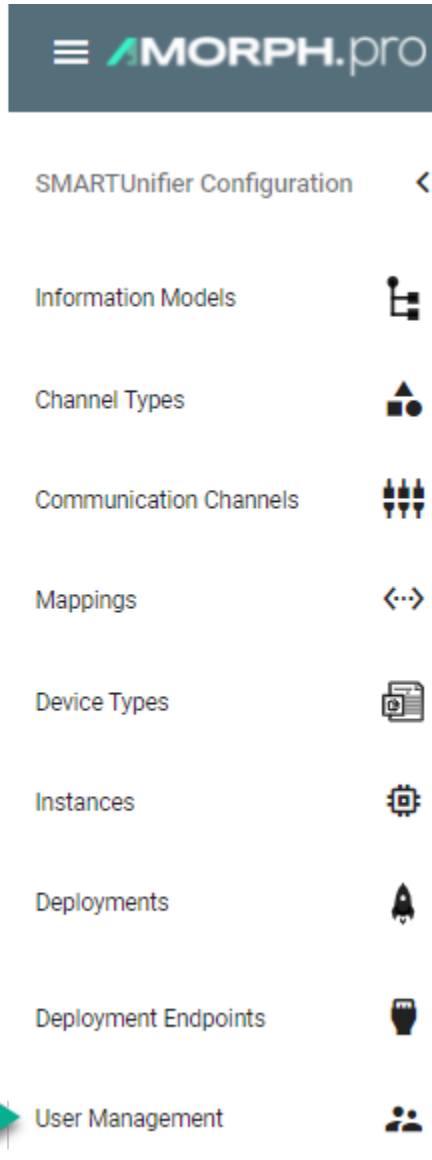 AMORPH.pro
SMARTUnifier Configuration
Information Models
Channel Types
Communication Channels
Mappings
Device Types
Instances
Deployments
Deployment Endpoints
User Management